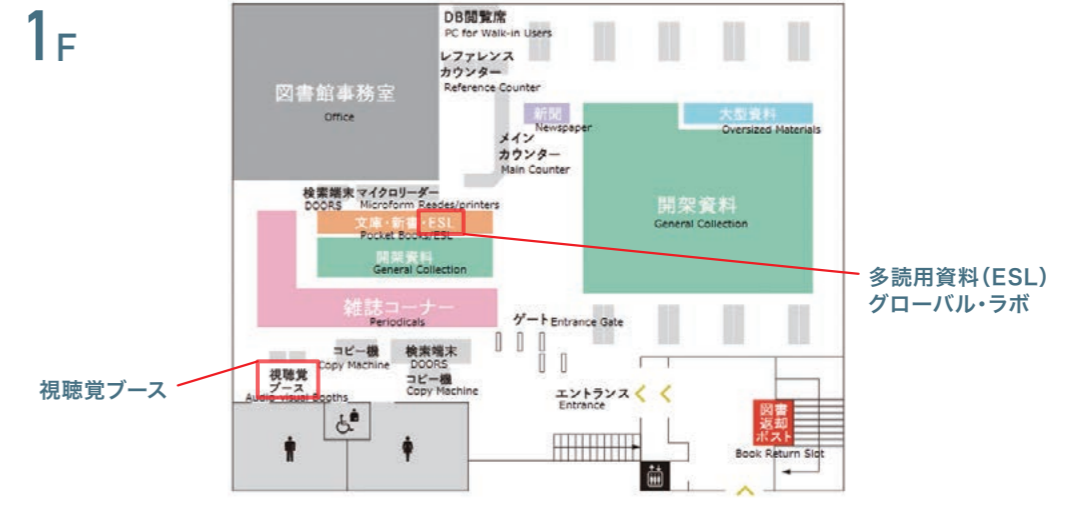 1F
DB閲覧席
PC for Walk-in Users
レファレンス
カウンター
Reference Counter
図書館事務室
Office
新聞
Newspaper
大型資料
Oversized Materials
メイン
カウンター
Main Counter
検索端末
DOORS
マイクロリーダー
Microform Reades/printers
文庫・新書・ESL
Pocket Books/ESL
開架資料
General Collection
開架資料
General Collection
多読用資料(ESL)
グローバル・ラボ
雑誌コーナー
Periodicals
ゲート Entrance Gate
コピー機
Copy Machine
検索端末
DOORS
コピー機
Copy Machine
視聴覚ブース
視聴覚
ブース
Audio-visual Booths
エントランス
Entrance
図書
返却
ポスト
Book Return Slot